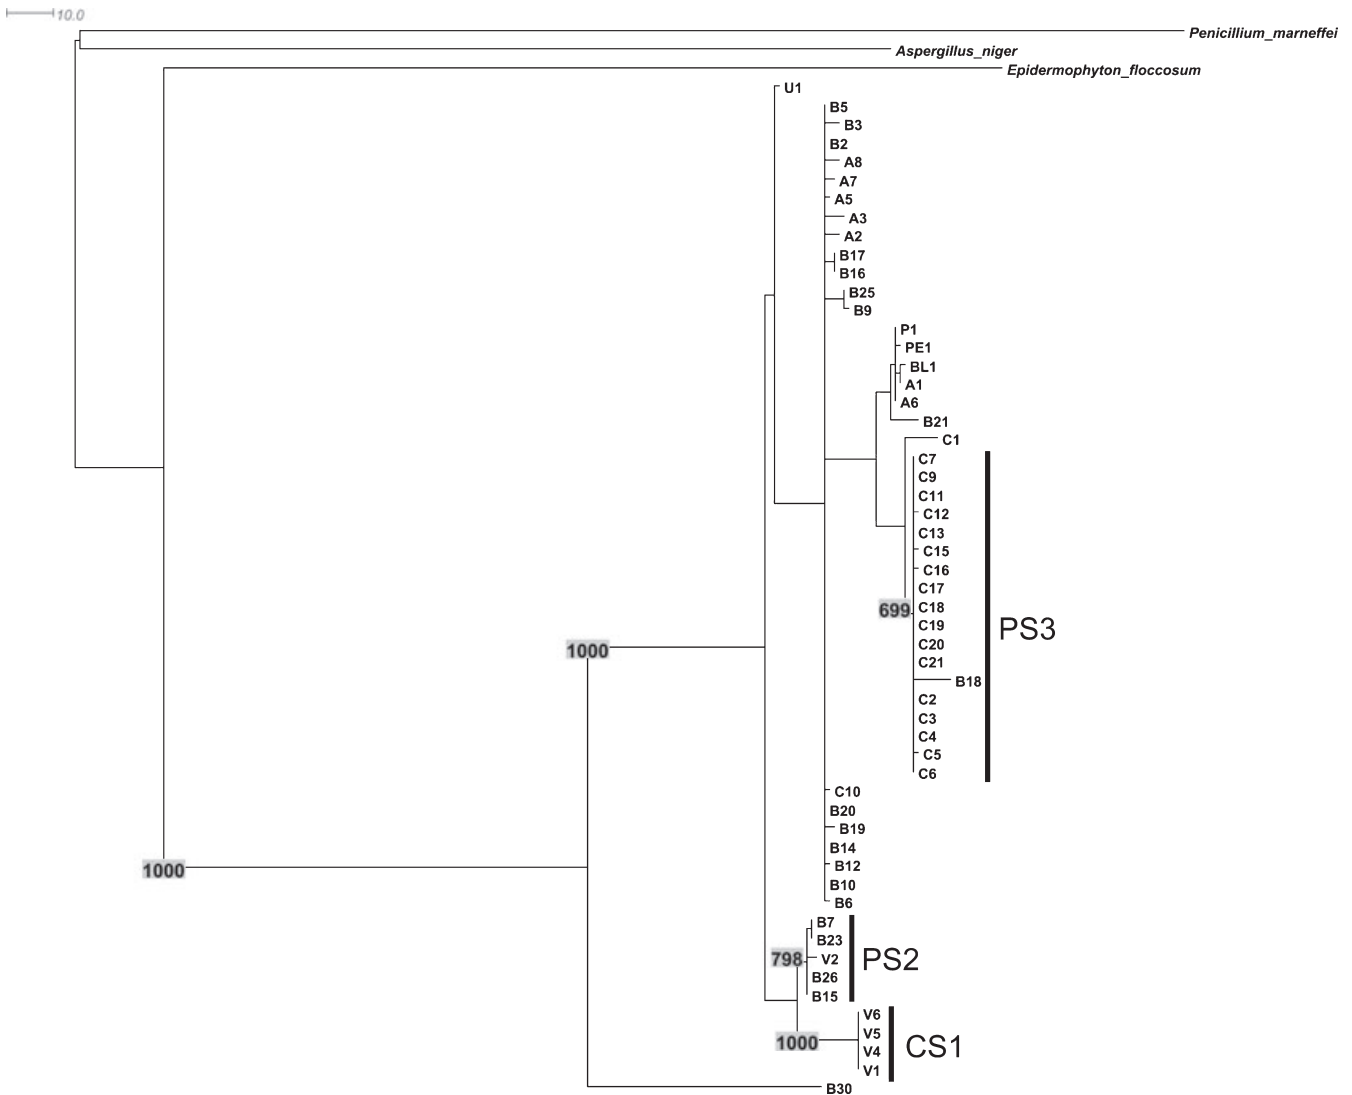 10.0
Penicillium_marneffei
Aspergillus_niger
Epidermophyton_floccosum
U1
B5
B3
B2
A8
A7
A5
A3
A2
B17
B16
B25
B9
P1
PE1
BL1
A1
A6
B21
C1
C7
C9
C11
C12
C13
C15
C16
C17
699
C18
C19
PS3
C20
1000
C21
B18
C2
C3
C4
C5
C6
C10
B20
B19
B14
B12
1000
B10
B6
B7
B23
798
V2
PS2
B26
B15
V6
V5
1000
CS1
V4
V1
B30